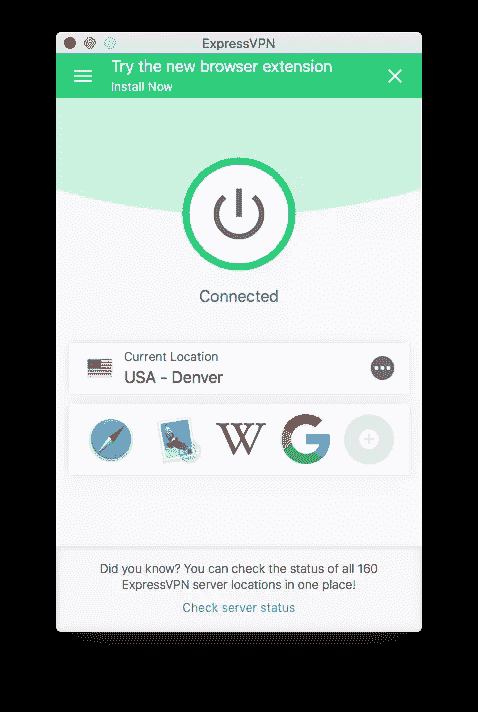 ExpressVPN
Try the new browser extension
Install Now
Connected
Current Location
USA - Denver
W
G
Did you know? You can check the status of all 160
ExpressVPN server locations in one place!
Check server status